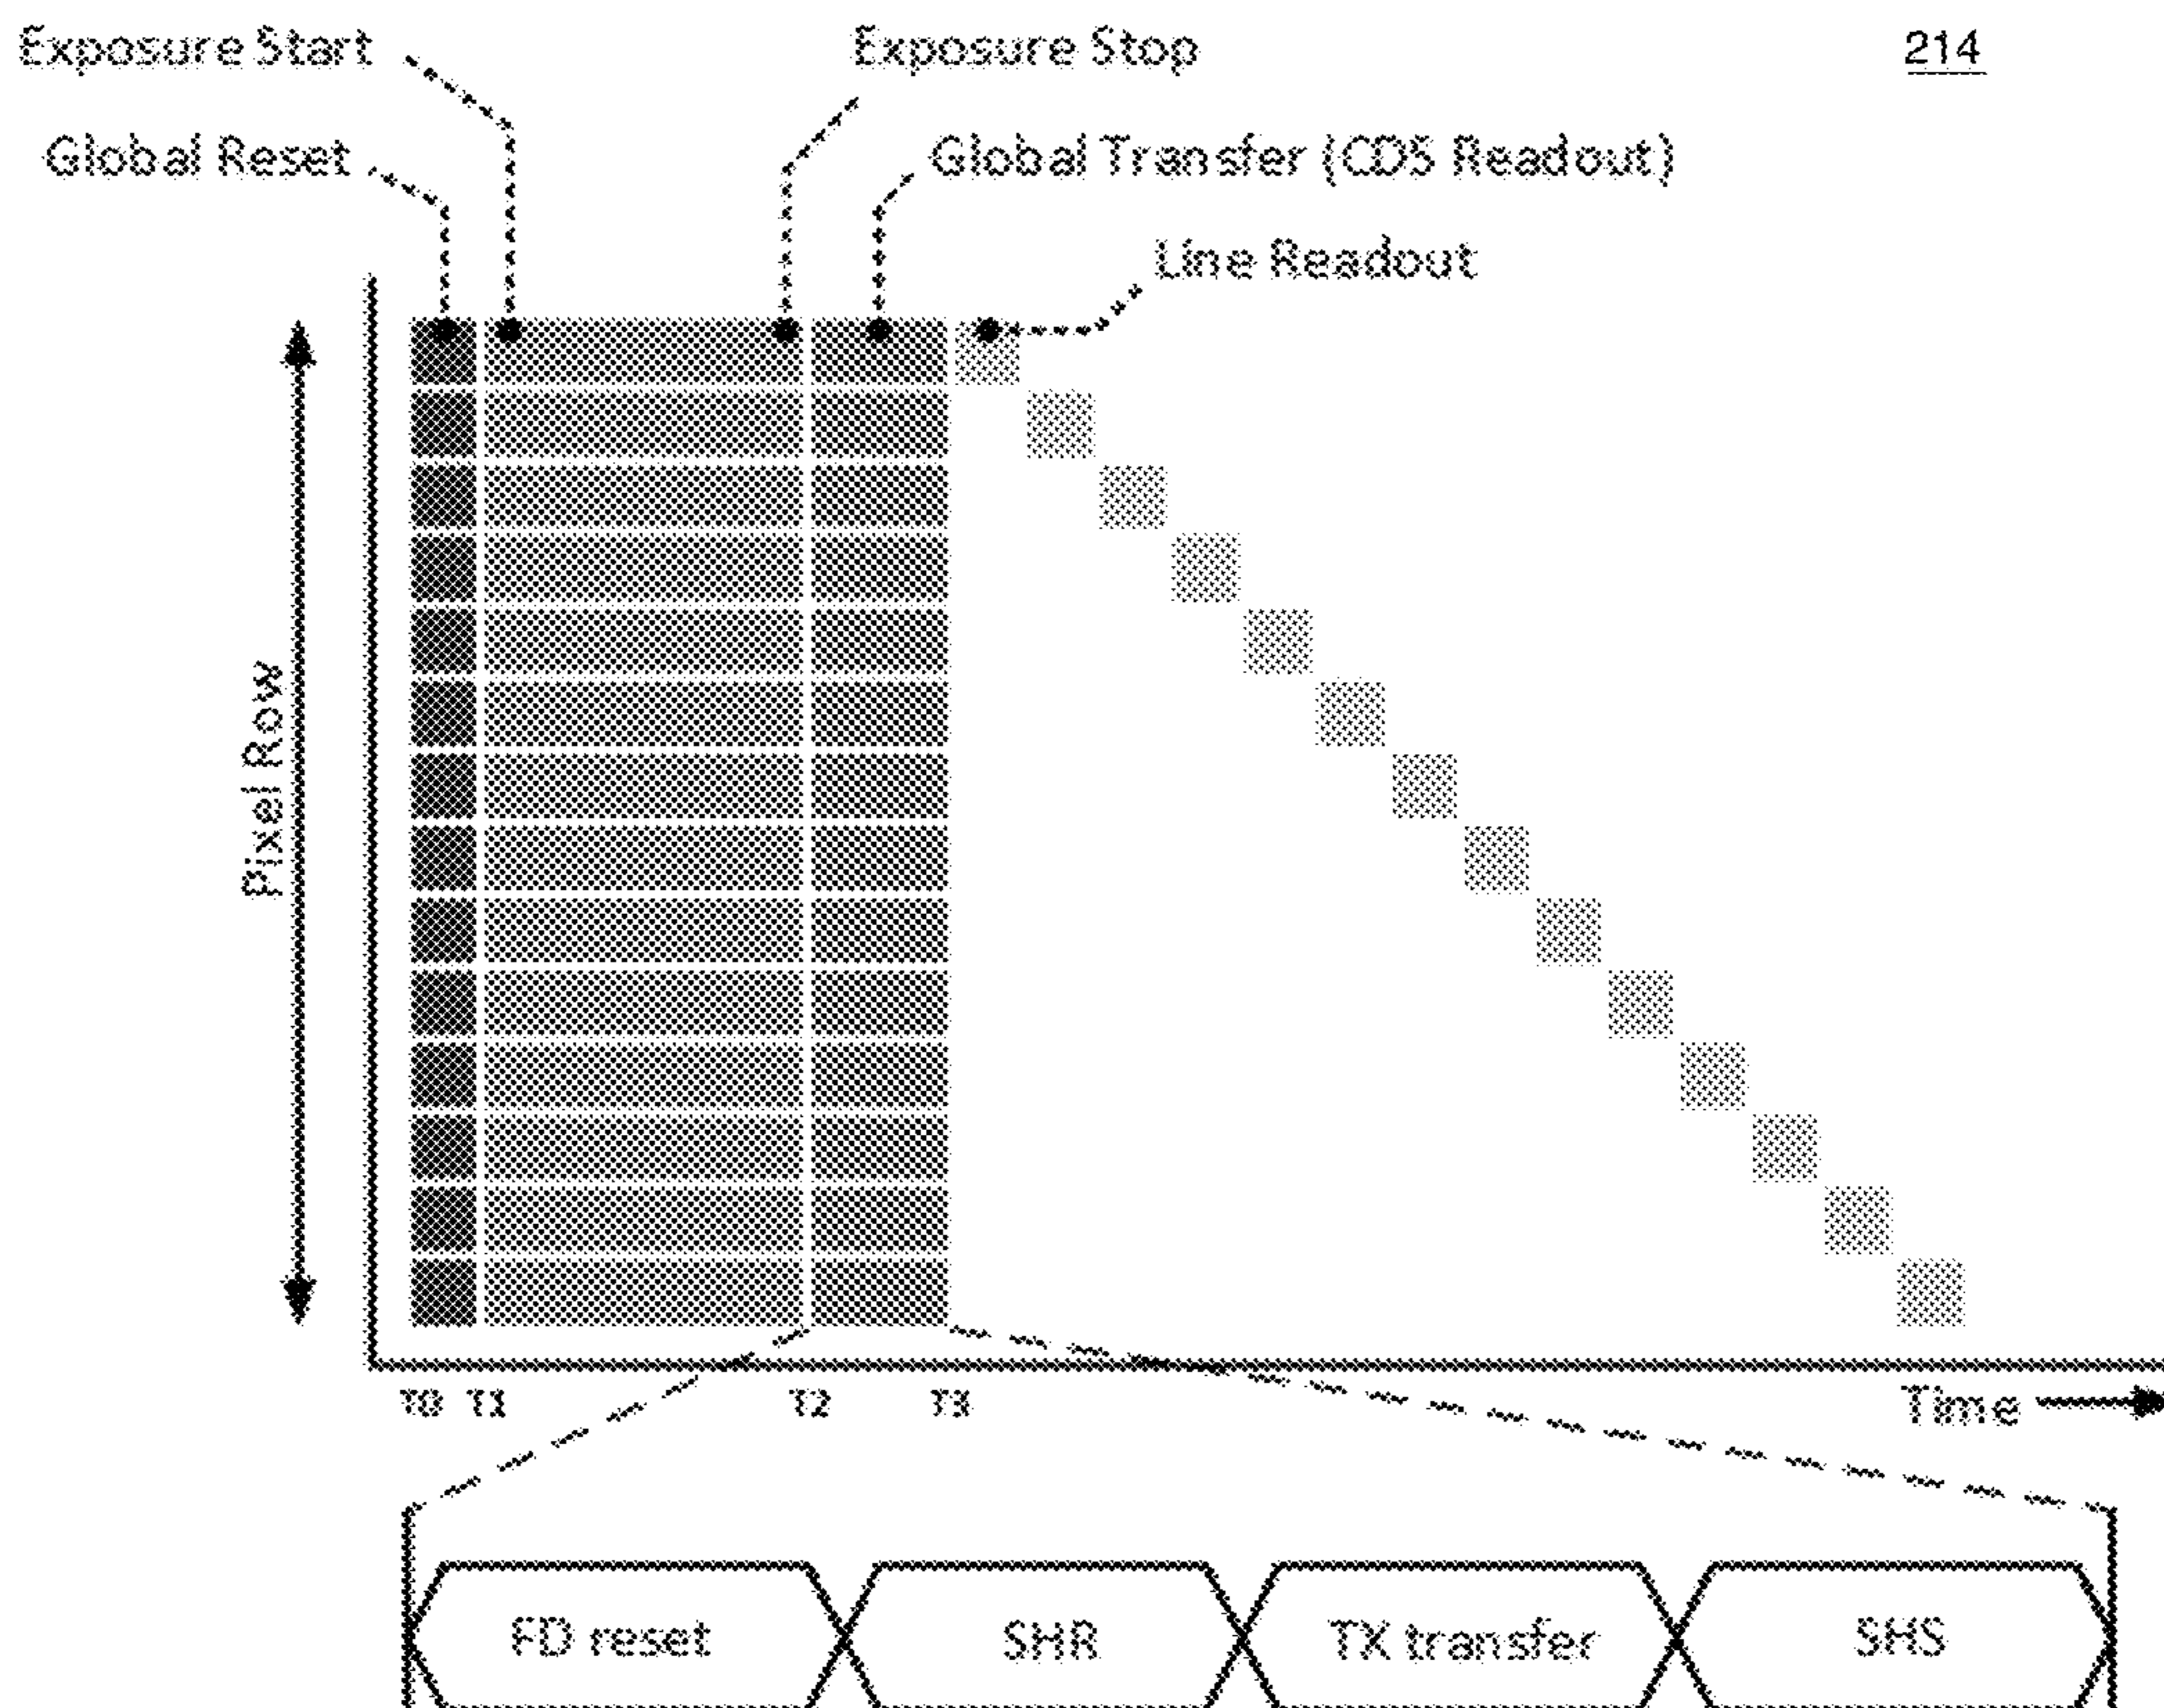 Exposure Start
Exposure Stop
214
Global Reset
Global Transfer (CDS Readout)
Line Readout
Pixel Row
T0 T1 T2 T3
Time
FD reset
SHR
TX transfer
SHS